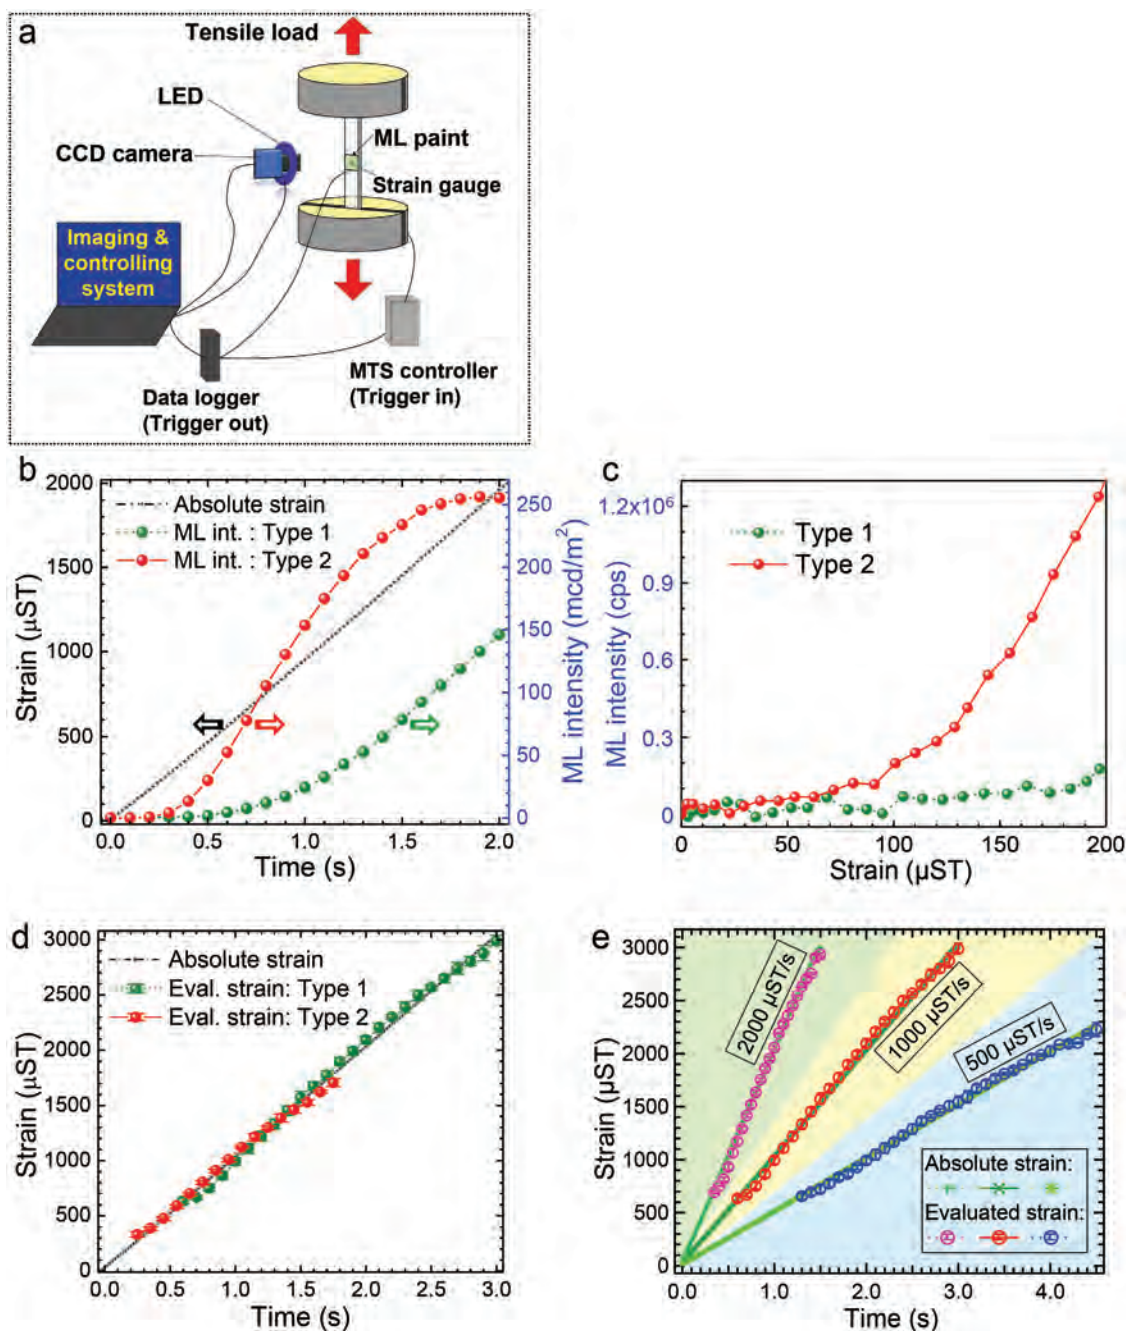 a
Tensile load
LED
CCD camera
ML paint
Strain gauge
Imaging &
controlling
system
MTS controller
(Trigger in)
Data logger
(Trigger out)
b
2000
1500
1000
500
0
Strain (µST)
Absolute strain
ML int. : Type 1
ML int. : Type 2
250
200
150
100
50
0
ML intensity (mcd/m²)
0.0 0.5 1.0 1.5 2.0
Time (s)
c
1.2x10⁶
0.9
0.6
0.3
0
ML intensity (cps)
Type 1
Type 2
0 50 100 150 200
Strain (µST)
d
3000
2500
2000
1500
1000
500
0
Strain (µST)
Absolute strain
Eval. strain: Type 1
Eval. strain: Type 2
0.0 0.5 1.0 1.5 2.0 2.5 3.0
Time (s)
e
3000
2500
2000
1500
1000
500
0
Strain (µST)
2000 µST/s
1000 µST/s
500 µST/s
Absolute strain:
Evaluated strain:
0.0 1.0 2.0 3.0 4.0
Time (s)